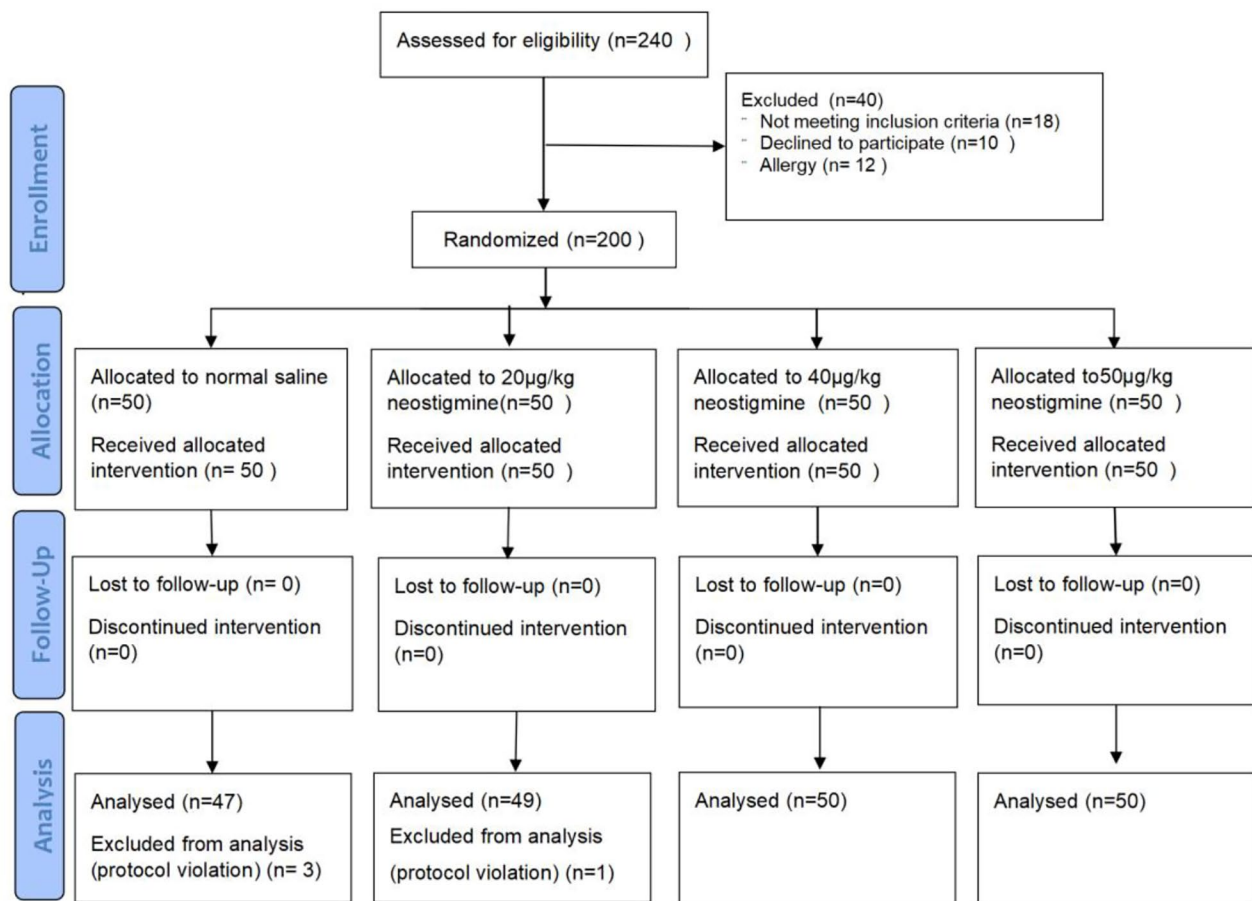 Assessed for eligibility (n=240 )
Excluded (n=40)
¨ Not meeting inclusion criteria (n=18)
¨ Declined to participate (n=10 )
¨ Allergy (n= 12 )
Enrollment
Randomized (n=200 )
Allocation
Allocated to normal saline
(n=50)
Received allocated
intervention (n= 50 )
Allocated to 20µg/kg
neostigmine(n=50 )
Received allocated
intervention (n=50 )
Allocated to 40µg/kg
neostigmine (n=50 )
Received allocated
intervention (n=50 )
Allocated to50µg/kg
neostigmine (n=50 )
Received allocated
intervention (n=50 )
Follow-Up
Lost to follow-up (n= 0)
Discontinued intervention
(n=0)
Lost to follow-up (n=0)
Discontinued intervention
(n=0)
Lost to follow-up (n=0)
Discontinued intervention
(n=0)
Lost to follow-up (n=0)
Discontinued intervention
(n=0)
Analysis
Analysed (n=47)
Excluded from analysis
(protocol violation) (n= 3)
Analysed (n=49)
Excluded from analysis
(protocol violation) (n=1)
Analysed (n=50)
Analysed (n=50)